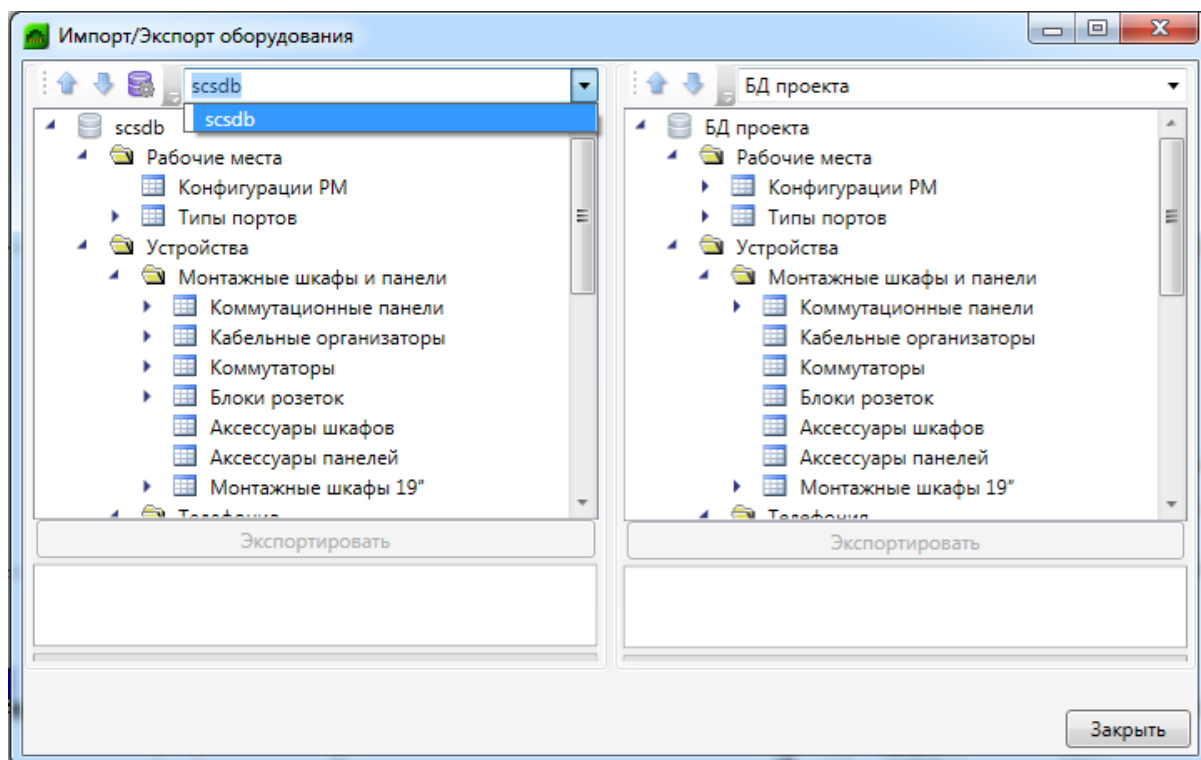 Импорт/Экспорт оборудования
scsdb
scsdb
scsdb
Рабочие места
Конфигурации РМ
Типы портов
Устройства
Монтажные шкафы и панели
Коммутационные панели
Кабельные организаторы
Коммутаторы
Блоки розеток
Аксессуары шкафов
Аксессуары панелей
Монтажные шкафы 19"
Телефония
Экспортировать
БД проекта
БД проекта
Рабочие места
Конфигурации РМ
Типы портов
Устройства
Монтажные шкафы и панели
Коммутационные панели
Кабельные организаторы
Коммутаторы
Блоки розеток
Аксессуары шкафов
Аксессуары панелей
Монтажные шкафы 19"
Телефония
Экспортировать
Закрыть